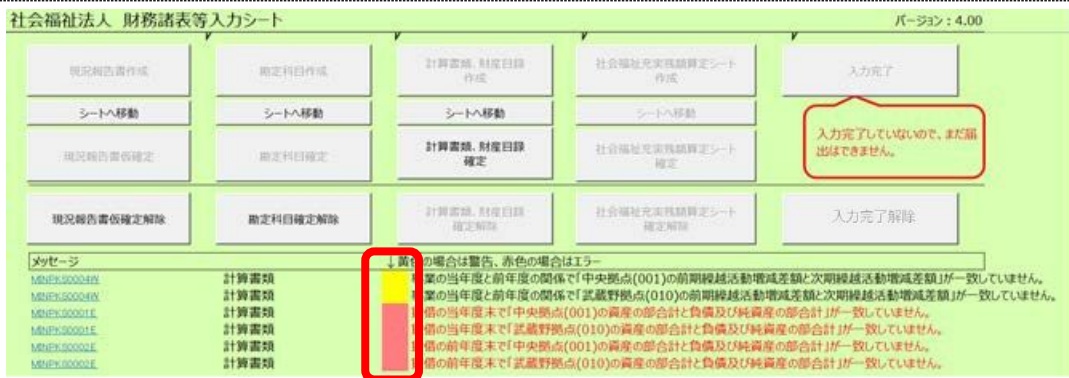 社会福祉法人 財務諸表等入力シート バージョン：4.00
現況報告書作成 勘定科目作成 計算書類、財産目録作成 社会福祉充実残額算定シート作成 入力完了
シートへ移動 シートへ移動 シートへ移動 シートへ移動
現況報告書仮確定 勘定科目確定 計算書類、財産目録確定 社会福祉充実残額算定シート確定
入力完了していないので、まだ届
出はできません。
現況報告書仮確定解除 勘定科目確定解除 計算書類、財産目録確定解除 社会福祉充実残額算定シート確定解除 入力完了解除
メッセージ ↓黄色の場合は警告、赤色の場合はエラー
MINPKS0004W 計算書類 業の当年度と前年度の関係で「中央拠点(001)の前期繰越活動増減差額と次期繰越活動増減差額」が一致していません。
MINPKS0004W 計算書類 業の当年度と前年度の関係で「武蔵野拠点(010)の前期繰越活動増減差額と次期繰越活動増減差額」が一致していません。
MINPKS0001E 計算書類 借の当年度末で「中央拠点(001)の資産の部合計と負債及び純資産の部合計」が一致していません。
MINPKS0001E 計算書類 借の当年度末で「武蔵野拠点(010)の資産の部合計と負債及び純資産の部合計」が一致していません。
MINPKS0002E 計算書類 借の前年度末で「中央拠点(001)の資産の部合計と負債及び純資産の部合計」が一致していません。
MINPKS0002E 計算書類 借の前年度末で「武蔵野拠点(010)の資産の部合計と負債及び純資産の部合計」が一致していません。